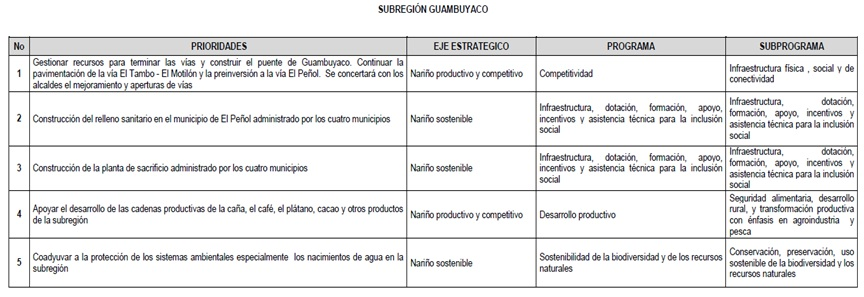 SUBREGIÓN GUAMBUYACO
No PRIORIDADES EJE ESTRATEGICO PROGRAMA SUBPROGRAMA
1
Gestionar recursos para terminar las vías y construir el puente de Guambuyaco. Continuar la
pavimentación de la vía El Tambo - El Motilón y la preinversión a la vía El Peñol. Se concertará con los
alcaldes el mejoramiento y aperturas de vías
Nariño productivo y competitivo
Competitividad
Infraestructura física , social y de
conectividad
2
Construcción del relleno sanitario en el municipio de El Peñol administrado por los cuatro municipios
Nariño sostenible
Infraestructura, dotación, formación, apoyo,
incentivos y asistencia técnica para la inclusión
social
Infraestructura, dotación,
formación, apoyo, incentivos y
asistencia técnica para la inclusión
social
3
Construcción de la planta de sacrificio administrado por los cuatro municipios
Nariño sostenible
Infraestructura, dotación, formación, apoyo,
incentivos y asistencia técnica para la inclusión
social
Infraestructura, dotación,
formación, apoyo, incentivos y
asistencia técnica para la inclusión
social
4
Apoyar el desarrollo de las cadenas productivas de la caña, el café, el plátano, cacao y otros productos
de la subregión
Nariño productivo y competitivo
Desarrollo productivo
Seguridad alimentaria, desarrollo
rural, y transformación productiva
con énfasis en agroindustria y
pesca
5
Coadyuvar a la protección de los sistemas ambientales especialmente los nacimientos de agua en la
subregión
Nariño sostenible
Sostenibilidad de la biodiversidad y de los recursos
naturales
Conservación, preservación, uso
sostenible de la biodiversidad y los
recursos naturales